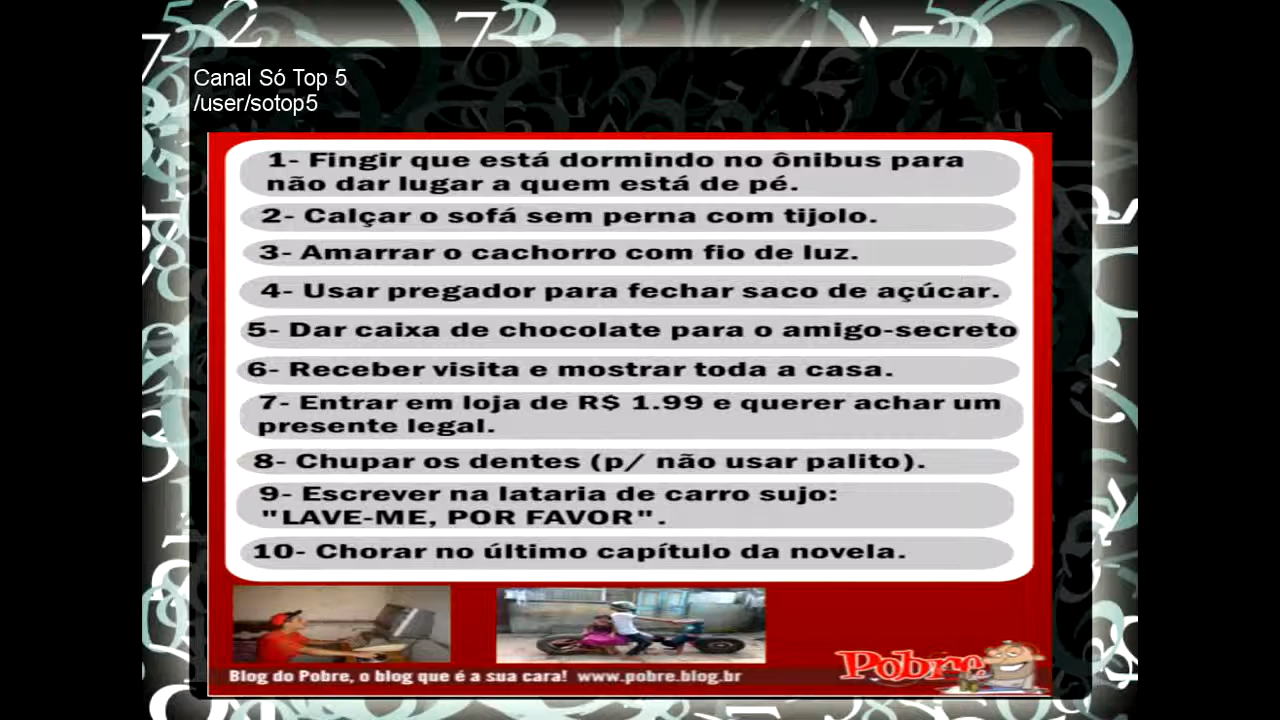 Canal Só Top 5
/user/sotop5
1- Fingir que está dormindo no ônibus para
não dar lugar a quem está de pé.
2- Calçar o sofá sem perna com tijolo.
3- Amarrar o cachorro com fio de luz.
4- Usar pregador para fechar saco de açúcar.
5- Dar caixa de chocolate para o amigo-secreto
6- Receber visita e mostrar toda a casa.
7- Entrar em loja de R$ 1.99 e querer achar um
presente legal.
8- Chupar os dentes (p/ não usar palito).
9- Escrever na lataria de carro sujo:
"LAVE-ME, POR FAVOR".
10- Chorar no último capítulo da novela.
Blog do Pobre, o blog que é a sua cara! www.pobre.blog.br
Pobre